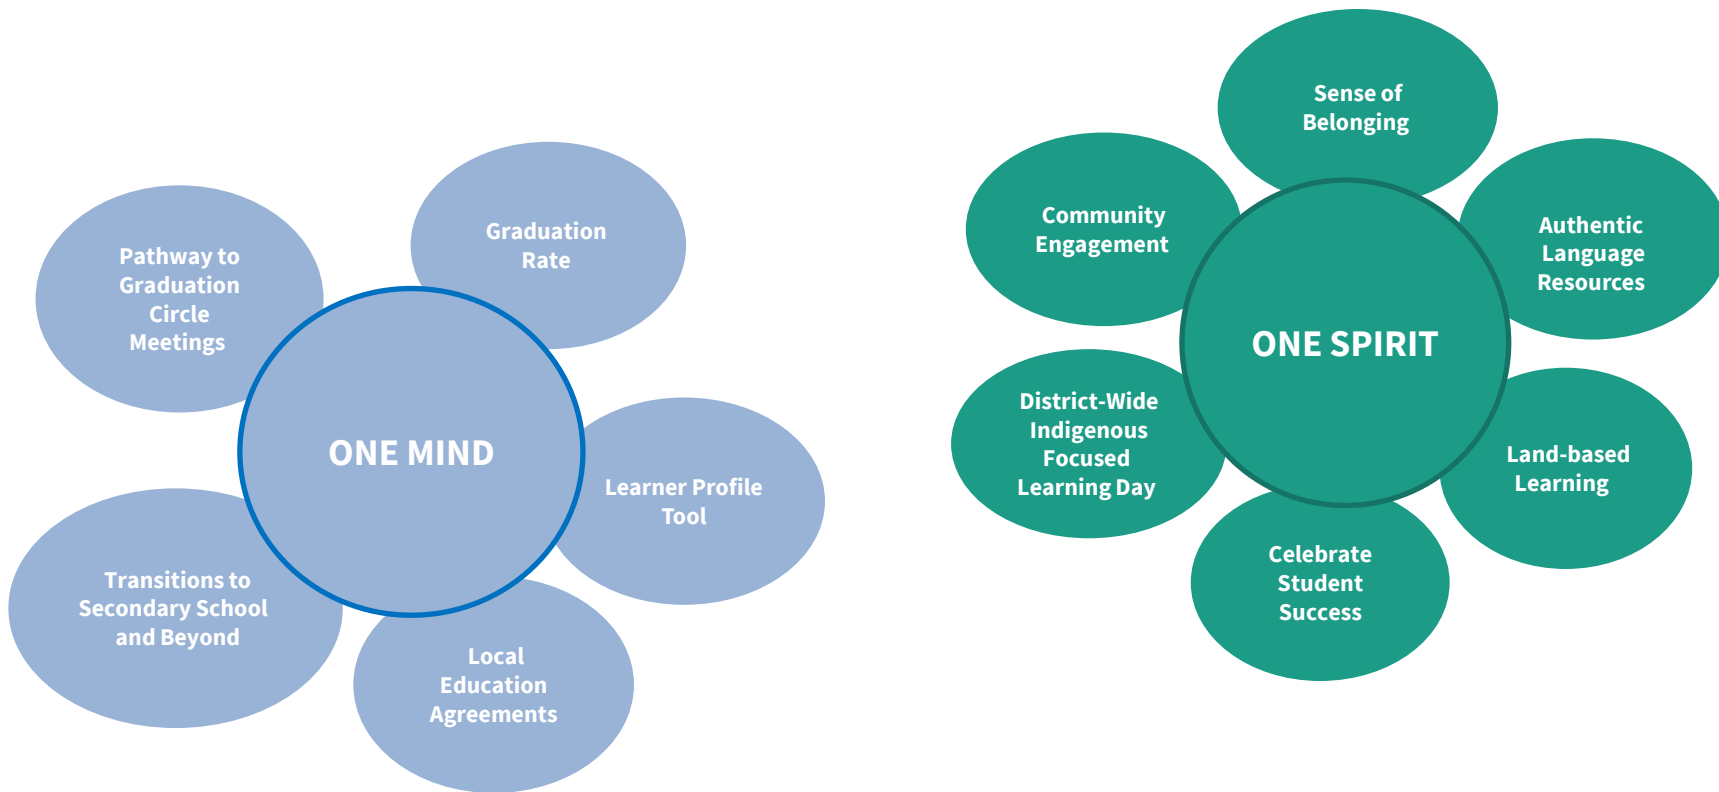 Graduation
Rate
Pathway to
Graduation
Circle
Meetings
ONE MIND
Learner Profile
Tool
Transitions to
Secondary School
and Beyond
Local
Education
Agreements
Sense of
Belonging
Community
Engagement
Authentic
Language
Resources
ONE SPIRIT
District-Wide
Indigenous
Focused
Learning Day
Land-based
Learning
Celebrate
Student
Success